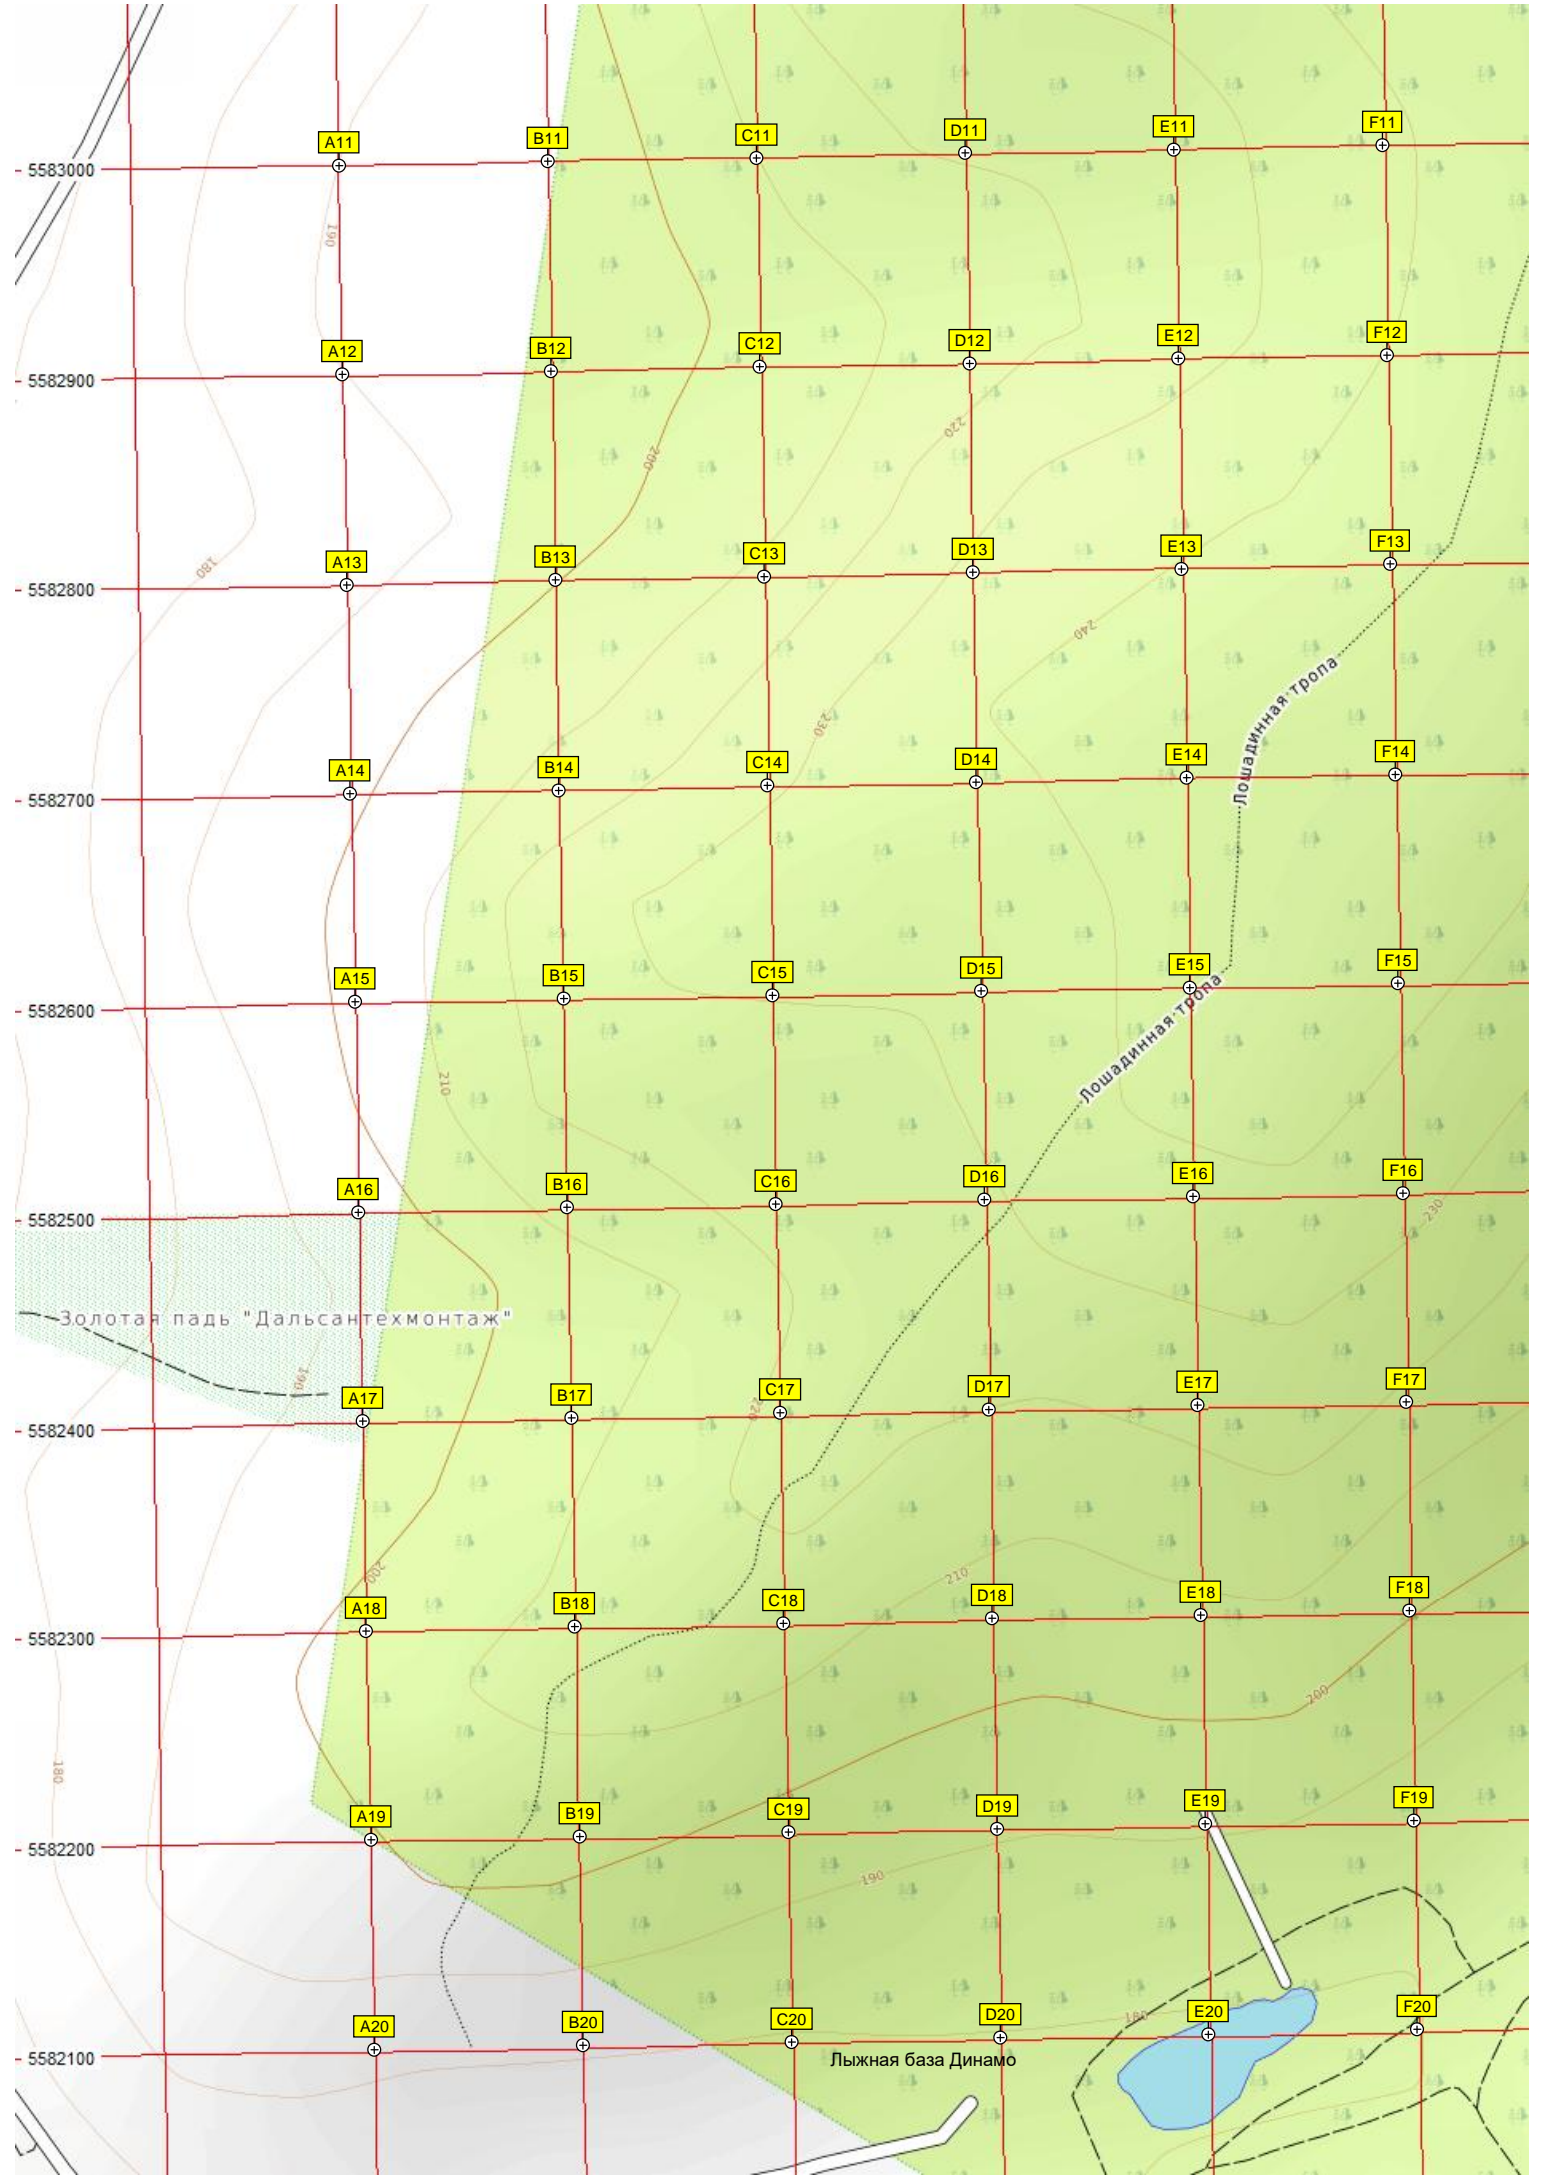 A11 B11 C11 D11 E11 F11
5583000
190
A12 B12 C12 D12 E12 F12
5582900
220
200
A13 B13 C13 D13 E13 F13
180
5582800
240
Лошадинная тропа
230
A14 B14 C14 D14 E14 F14
5582700
A15 B15 C15 D15 E15 F15
5582600
Лошадинная тропа
210
A16 B16 C16 D16 E16 F16
5582500
230
Золотая падь "Дальсантехмонтаж"
190
A17 B17 C17 D17 E17 F17
220
5582400
200
210
A18 B18 C18 D18 E18 F18
5582300
200
180
A19 B19 C19 D19 E19 F19
5582200
190
180
A20 B20 C20 D20 E20 F20
5582100
Лыжная база Динамо